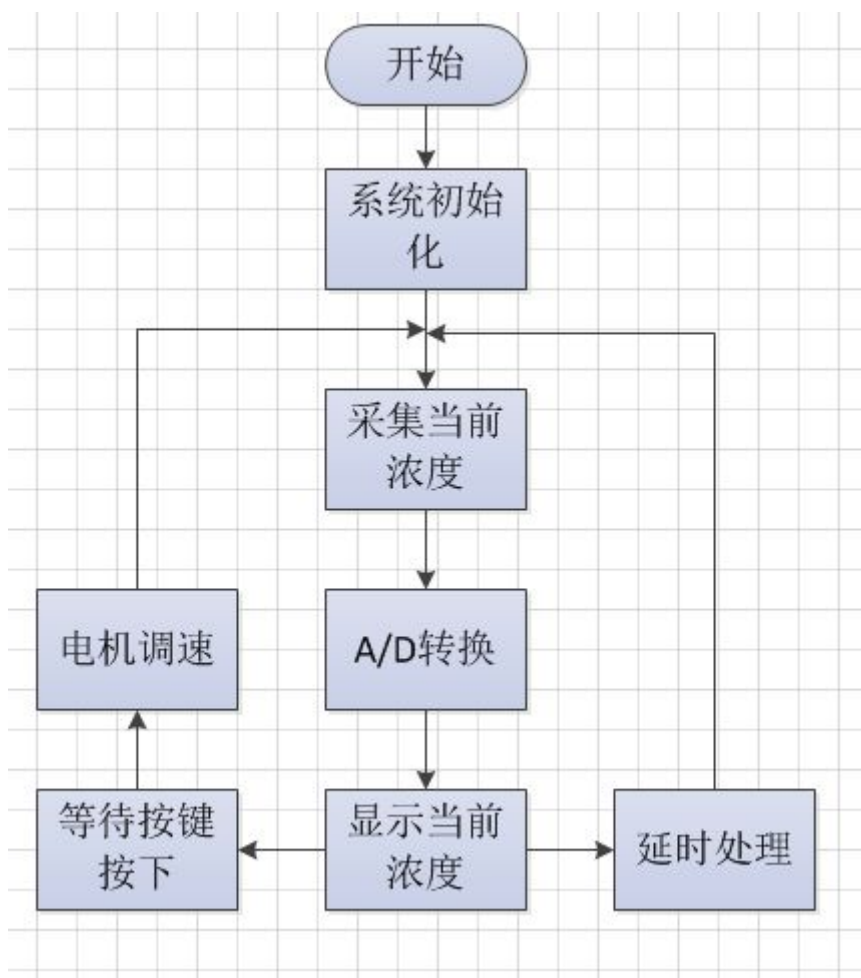 开始
系统初始
化
采集当前
浓度
电机调速
A/D转换
等待按键
按下
显示当前
浓度
延时处理